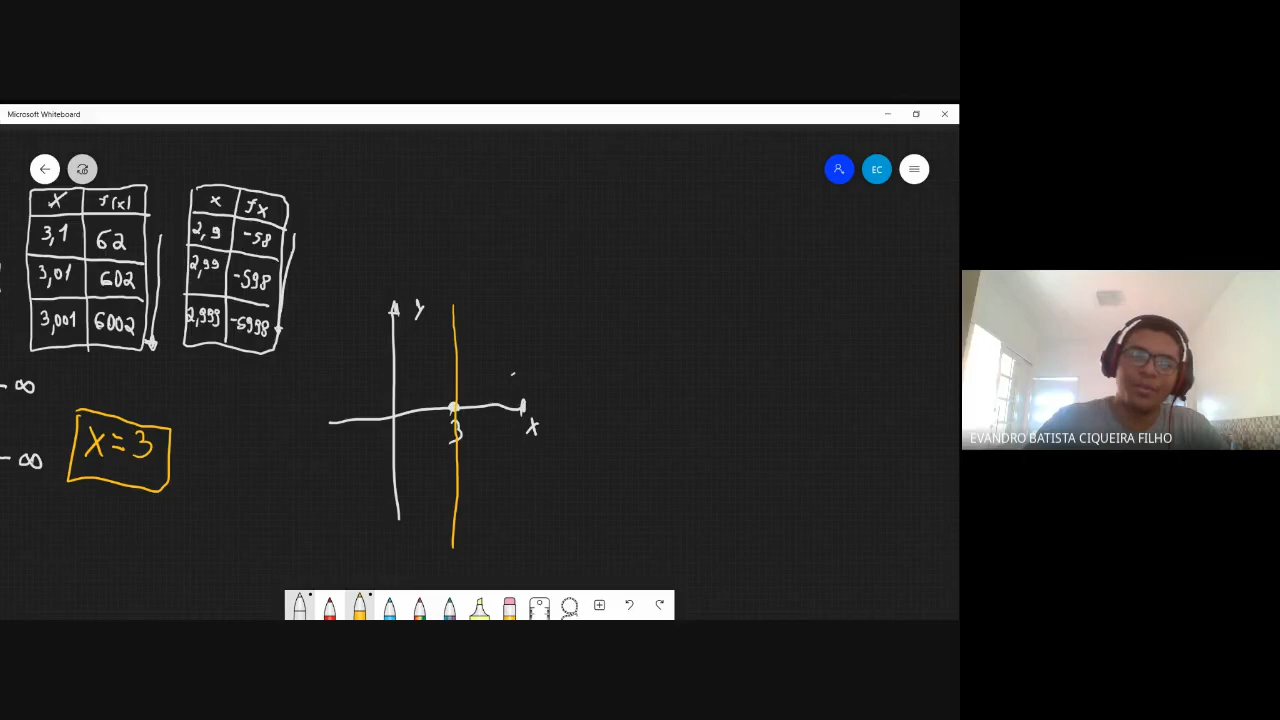 Microsoft Whiteboard
EC
x f(x)
3,1 62
3,01 602
3,001 6002
x fx
2,9 -58
2,99 -598
2,999 -5998
- ∞
- ∞
x = 3
y
3
x
EVANDRO BATISTA CIQUEIRA FILHO